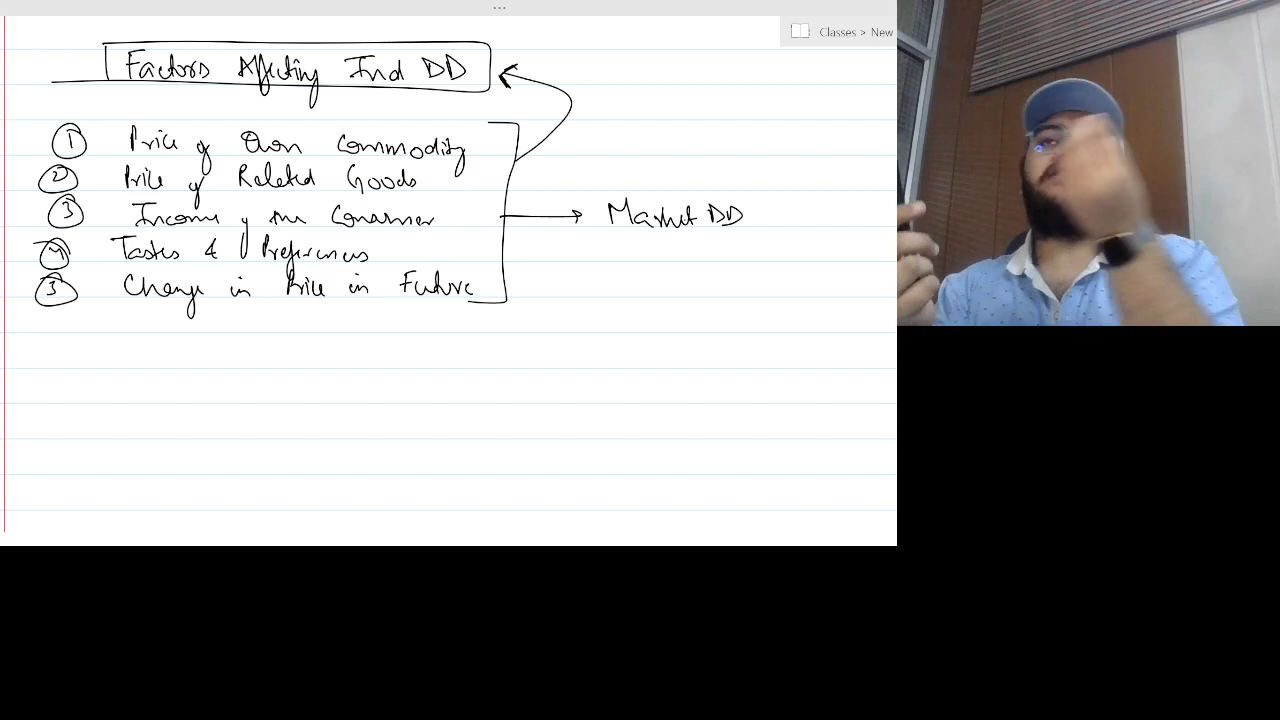 Classes > New
Factors Affecting Ind DD
① Price of Own Commodity
② Price of Related Goods
③ Income of the Consumer
④ Tastes & Preferences
⑤ Change in Price in Future
→ Market DD